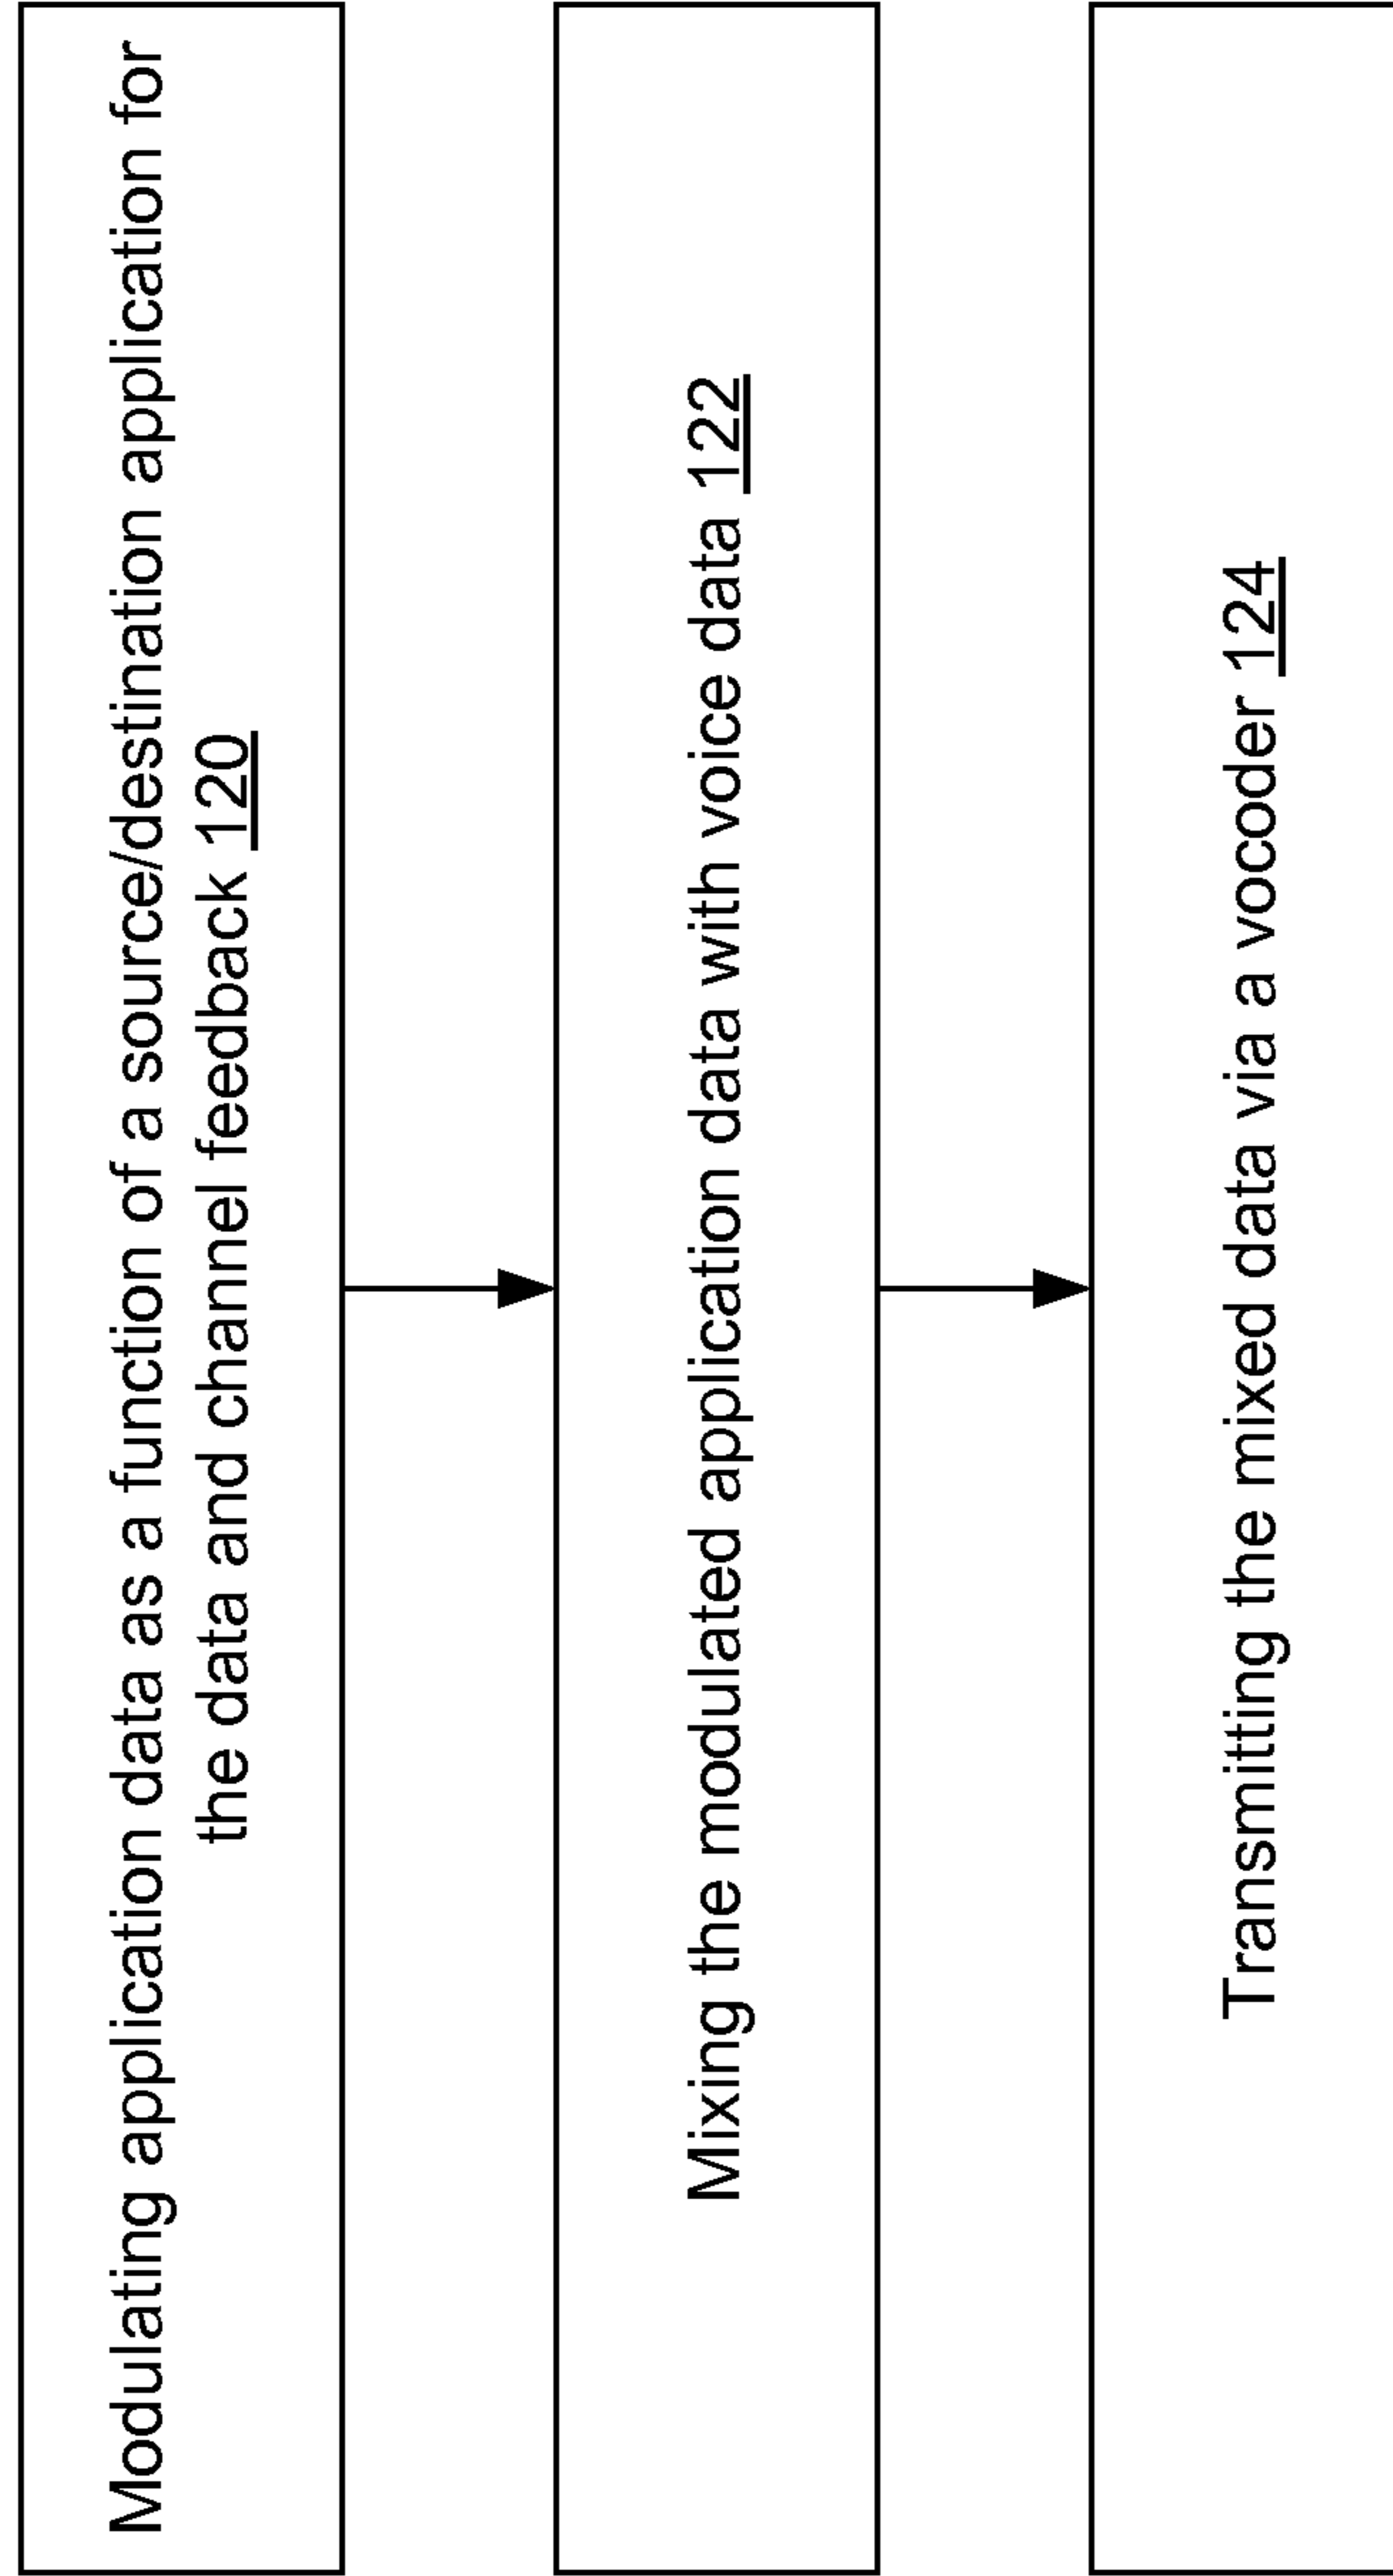 Modulating application data as a function of a source/destination application for
the data and channel feedback 120
Mixing the modulated application data with voice data 122
Transmitting the mixed data via a vocoder 124